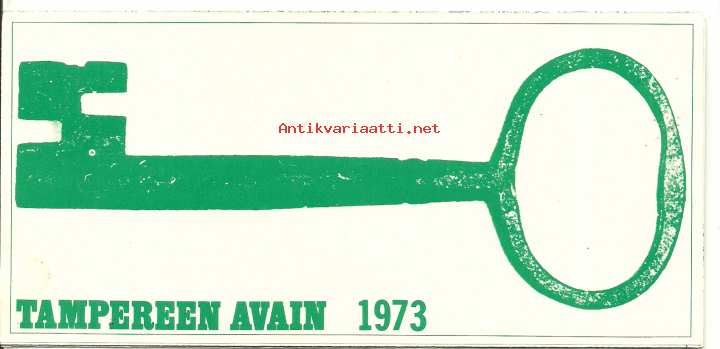 Antikvariaatti.net
TAMPEREEN AVAIN 1973